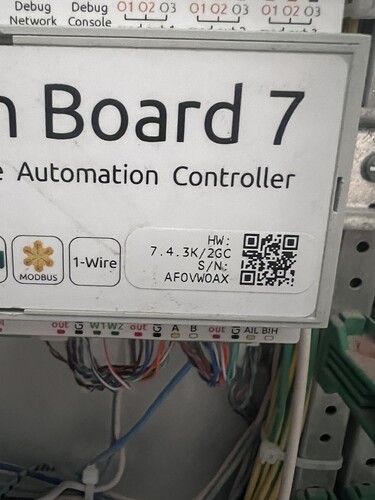 Debug Debug O1 O2 O3 O1 O2 O3 O1 O2 O3
Network Console
n Board 7
e Automation Controller
HW:
7.4.3K/2GC
S/N:
AFOVWOAX
MODBUS
1-Wire
out G W1 W2 out G A B out G AIL BIH